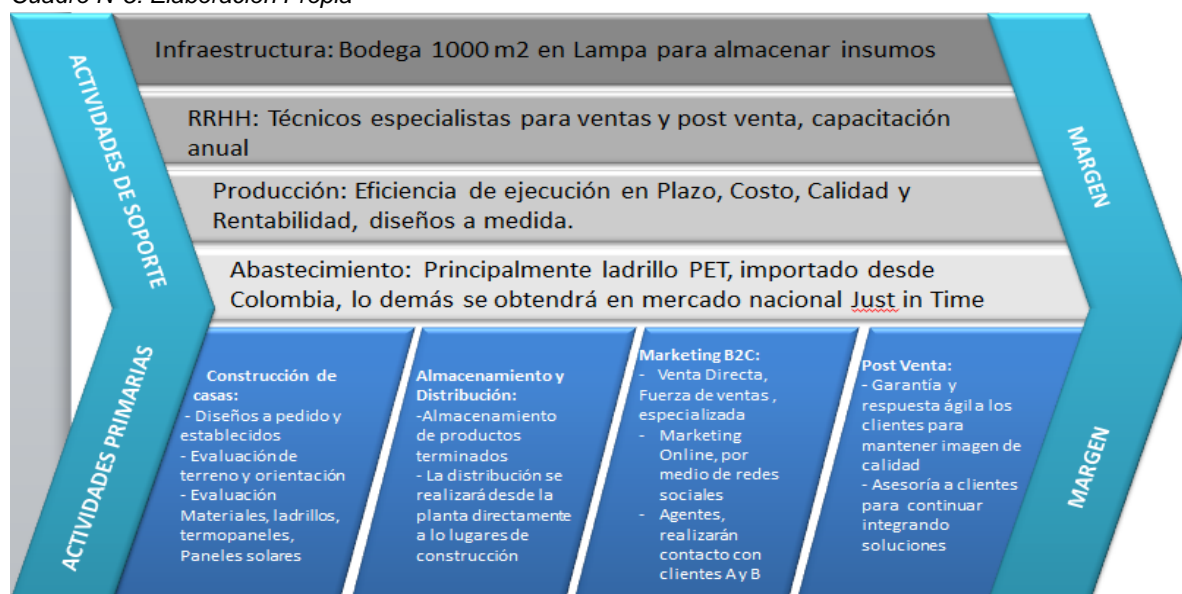 Infraestructura: Bodega 1000 m2 en Lampa para almacenar insumos
RRHH: Técnicos especialistas para ventas y post venta, capacitación
anual
Producción: Eficiencia de ejecución en Plazo, Costo, Calidad y
Rentabilidad, diseños a medida.
Abastecimiento: Principalmente ladrillo PET, importado desde
Colombia, lo demás se obtendrá en mercado nacional Just in Time
ACTIVIDADES DE SOPORTE
ACTIVIDADES PRIMARIAS
Construcción de
casas:
- Diseños a pedido y
establecidos
- Evaluación de
terreno y orientación
- Evaluación
Materiales, ladrillos,
termopaneles,
Paneles solares
Almacenamiento y
Distribución:
-Almacenamiento
de productos
terminados
- La distribución se
realizará desde la
planta directamente
a lo lugares de
construcción
Marketing B2C:
- Venta Directa,
Fuerza de ventas ,
especializada
- Marketing
Online, por
medio de redes
sociales
- Agentes,
realizarán
contacto con
clientes A y B
Post Venta:
- Garantía y
respuesta ágil a los
clientes para
mantener imagen de
calidad
- Asesoría a clientes
para continuar
integrando
soluciones
MARGEN
MARGEN